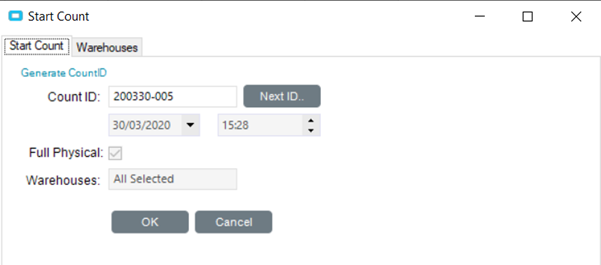 Start Count
Start Count Warehouses
Generate CountID
Count ID: 200330-005 Next ID..
30/03/2020 15:28
Full Physical:
Warehouses: All Selected
OK Cancel